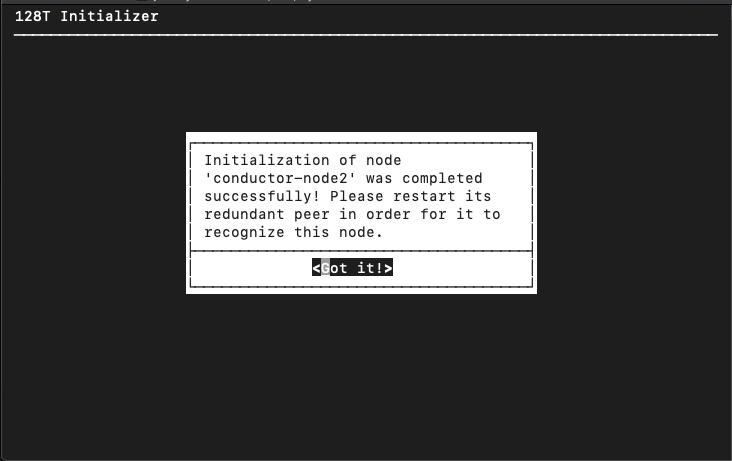 128T Initializer
Initialization of node
'conductor-node2' was completed
successfully! Please restart its
redundant peer in order for it to
recognize this node.
<Got it!>